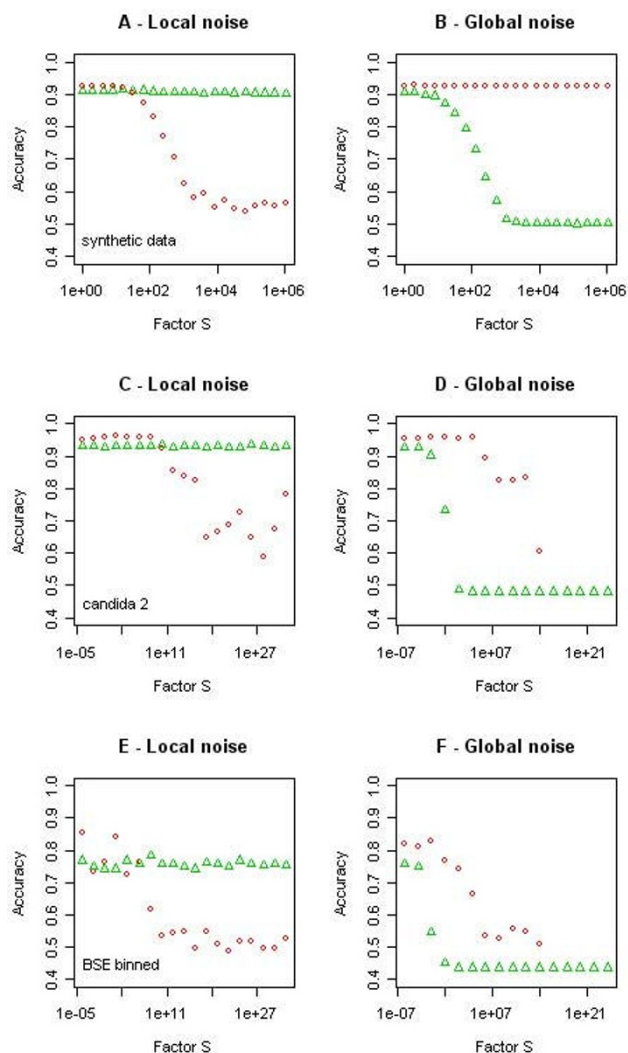 A - Local noise
B - Global noise
Accuracy
1.0
0.9
0.8
0.7
0.6
0.5
0.4
synthetic data
1e+00 1e+02 1e+04 1e+06
Factor S
Accuracy
1.0
0.9
0.8
0.7
0.6
0.5
0.4
1e+00 1e+02 1e+04 1e+06
Factor S
C - Local noise
D - Global noise
Accuracy
1.0
0.9
0.8
0.7
0.6
0.5
0.4
candida 2
1e-05 1e+11 1e+27
Factor S
Accuracy
1.0
0.9
0.8
0.7
0.6
0.5
0.4
1e-07 1e+07 1e+21
Factor S
E - Local noise
F - Global noise
Accuracy
1.0
0.9
0.8
0.7
0.6
0.5
0.4
BSE binned
1e-05 1e+11 1e+27
Factor S
Accuracy
1.0
0.9
0.8
0.7
0.6
0.5
0.4
1e-07 1e+07 1e+21
Factor S